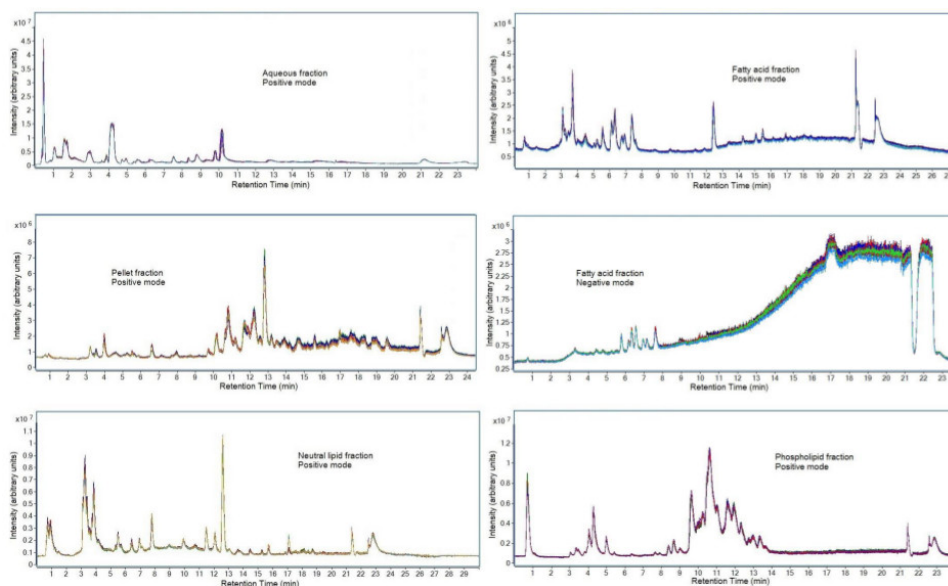 x10 7
5
4.5
4
3.5
3
2.5
2
1.5
1
0.5
0
Intensity (arbitrary units)
Aqueous fraction
Positive mode
1 2 3 4 5 6 7 8 9 10 11 12 13 14 15 16 17 18 19 20 21 22 23
Retention Time (min)
x10 6
5
4.5
4
3.5
3
2.5
2
1.5
1
0.5
Intensity (arbitrary units)
Fatty acid fraction
Positive mode
1 2 3 4 5 6 7 8 9 10 11 12 13 14 15 16 17 18 19 20 21 22 23 24 25 26 27
Retention Time (min)
8
7
6
5
4
3
2
1
0
Intensity (arbitrary units)
Pellet fraction
Positive mode
1 2 3 4 5 6 7 8 9 10 11 12 13 14 15 16 17 18 19 20 21 22 23 24
Retention Time (min)
3
2.75
2.5
2.25
2
1.75
1.5
1.25
1
0.75
0.5
0.25
Intensity (arbitrary units)
Fatty acid fraction
Negative mode
1 2 3 4 5 6 7 8 9 10 11 12 13 14 15 16 17 18 19 20 21 22 23
Retention Time (min)
x10 7
1.1
1
0.9
0.8
0.7
0.6
0.5
0.4
0.3
0.2
0.1
0
Intensity (arbitrary units)
Neutral lipid fraction
Positive mode
1 2 3 4 5 6 7 8 9 10 11 12 13 14 15 16 17 18 19 20 21 22 23 24 25 26 27 28 29
Retention Time (min)
x10 7
1.2
1
0.8
0.6
0.4
0.2
0
Intensity (arbitrary units)
Phospholipid fraction
Positive mode
1 2 3 4 5 6 7 8 9 10 11 12 13 14 15 16 17 18 19 20 21 22 23
Retention Time (min)